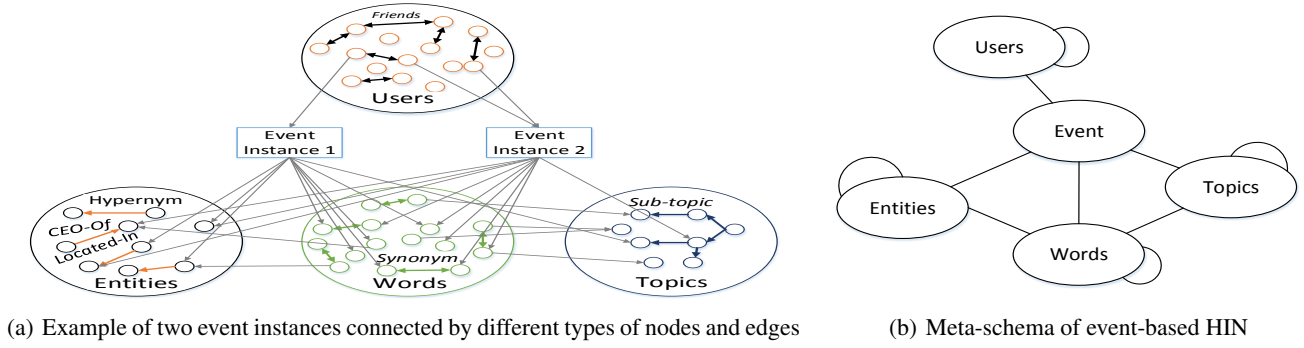 Friends
Users
Event
Instance 1
Event
Instance 2
Hypernym
CEO-Of
Located-In
Entities
Synonym
Words
Sub-topic
Topics
(a) Example of two event instances connected by different types of nodes and edges
Users
Event
Topics
Entities
Words
(b) Meta-schema of event-based HIN